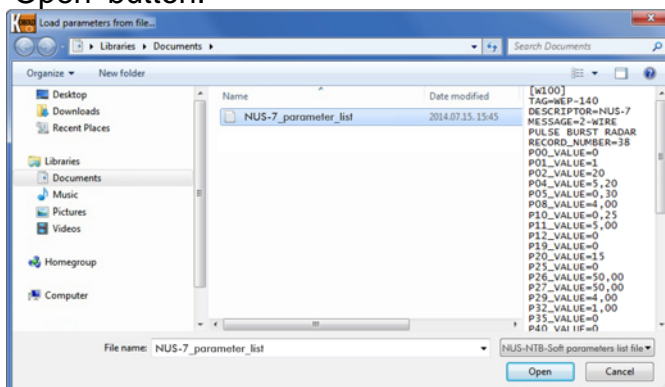 "Open" button.
Load parameters from file...
Libraries ▸ Documents ▸
Search Documents
Organize ▾ New folder
Desktop
Downloads
Recent Places
Libraries
Documents
Music
Pictures
Videos
Homegroup
Computer
Name Date modified
NUS-7_parameter_list 2014.07.15. 15:45
[W100]
TAG=WEP-140
DESCRIPTOR=NUS-7
MESSAGE=2-WIRE
PULSE BURST RADAR
RECORD_NUMBER=38
P00_VALUE=0
P01_VALUE=1
P02_VALUE=20
P04_VALUE=5,20
P05_VALUE=0,30
P08_VALUE=4,00
P10_VALUE=0,25
P11_VALUE=5,00
P12_VALUE=0
P19_VALUE=0
P20_VALUE=15
P25_VALUE=0
P26_VALUE=50,00
P27_VALUE=50,00
P29_VALUE=4,00
P32_VALUE=1,00
P35_VALUE=0
P40_VALUE=0
File name: NUS-7_parameter_list
NUS-NTB-Soft parameters list file
Open Cancel